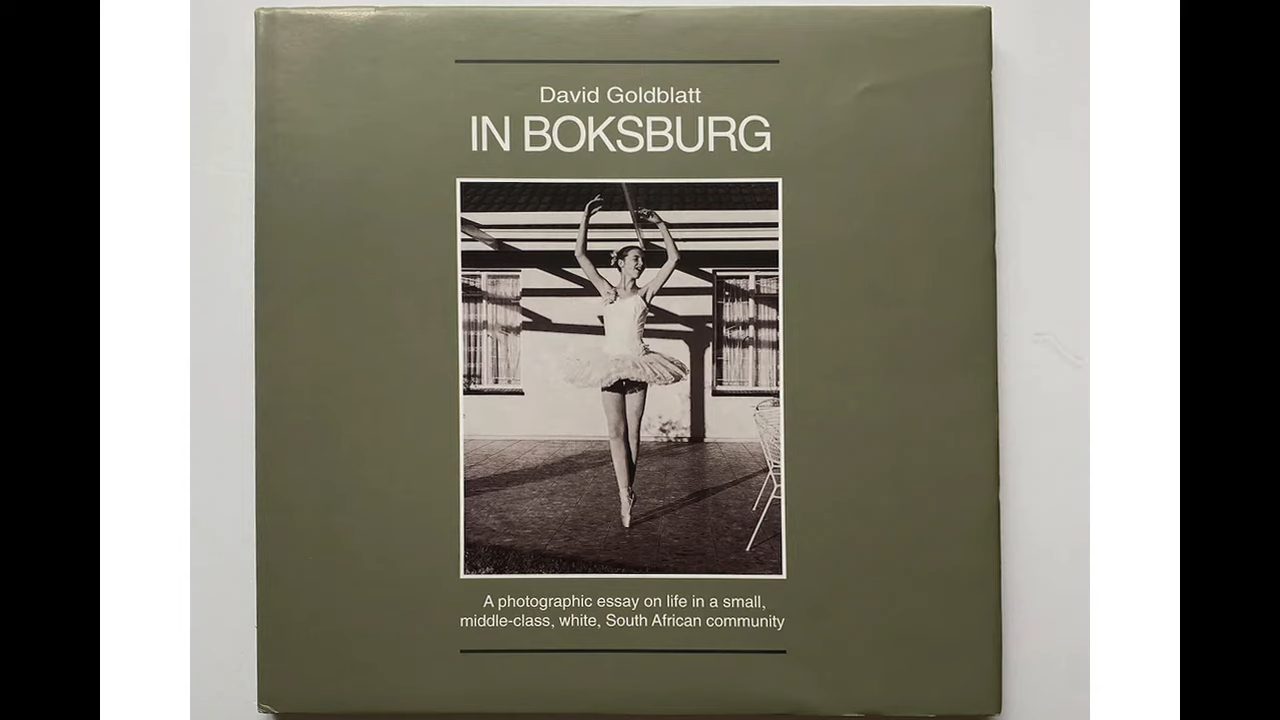 David Goldblatt
IN BOKSBURG
A photographic essay on life in a small,
middle-class, white, South African community